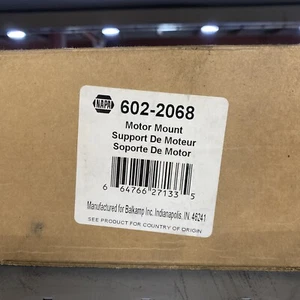 NAPA 602-2068
Motor Mount
Support De Moteur
Soporte De Motor
6 64766 27133 5
Manufactured for Balkamp Inc. Indianapolis, IN. 46241
SEE PRODUCT FOR COUNTRY OF ORIGIN